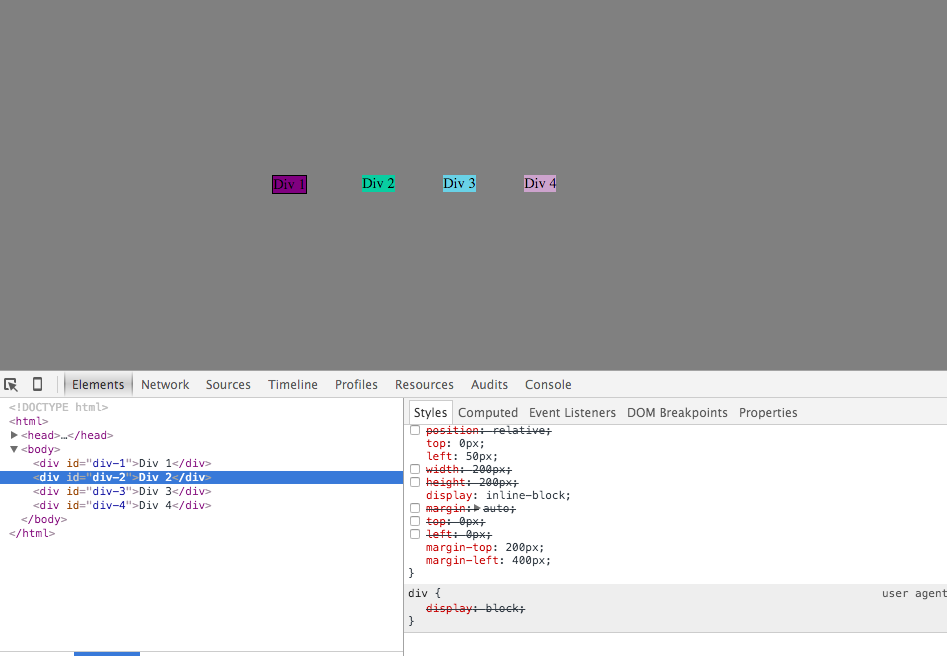 Div 1 Div 2 Div 3 Div 4
Elements Network Sources Timeline Profiles Resources Audits Console
<!DOCTYPE html>
<html>
▶<head>…</head>
▼<body>
<div id="div-1">Div 1</div>
<div id="div-2">Div 2</div>
<div id="div-3">Div 3</div>
<div id="div-4">Div 4</div>
</body>
</html>
Styles Computed Event Listeners DOM Breakpoints Properties
position: relative;
top: 0px;
left: 50px;
width: 200px;
height: 200px;
display: inline-block;
margin:▶auto;
top: 0px;
left: 0px;
margin-top: 200px;
margin-left: 400px;
}
div { user agent
display: block;
}